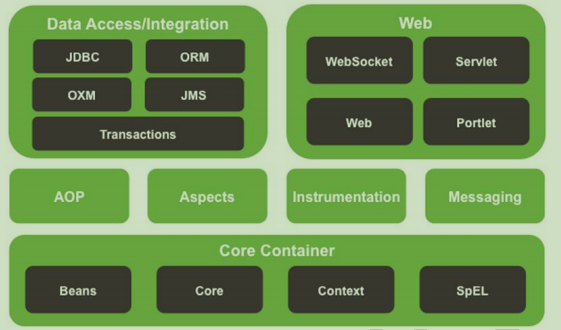 Data Access/Integration
JDBC
ORM
OXM
JMS
Transactions
Web
WebSocket
Servlet
Web
Portlet
AOP
Aspects
Instrumentation
Messaging
Core Container
Beans
Core
Context
SpEL